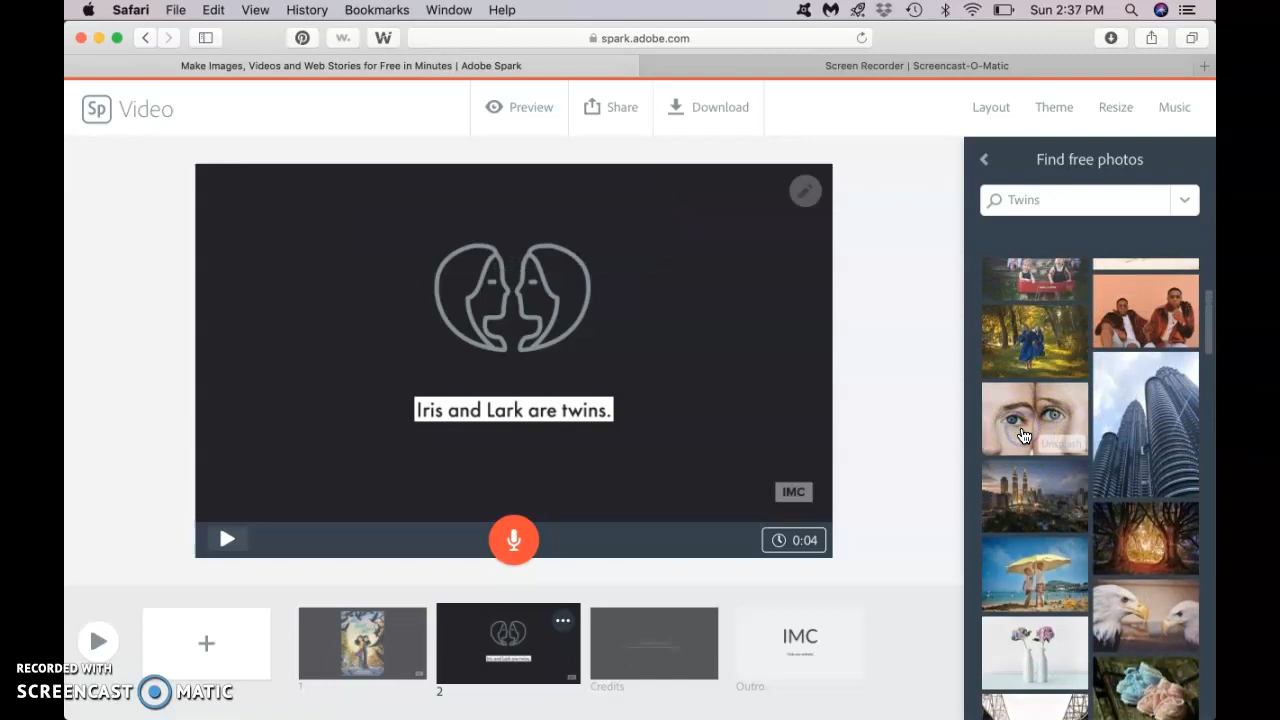 Safari File Edit View History Bookmarks Window Help Sun 2:37 PM
W. W spark.adobe.com
Make Images, Videos and Web Stories for Free in Minutes | Adobe Spark Screen Recorder | Screencast-O-Matic
Sp Video Preview Share Download Layout Theme Resize Music
Find free photos
Twins
Iris and Lark are twins.
Unsplash
IMC
0:04
IMC
RECORDED WITH
SCREENCAST MATIC
1
2
Credits
Outro